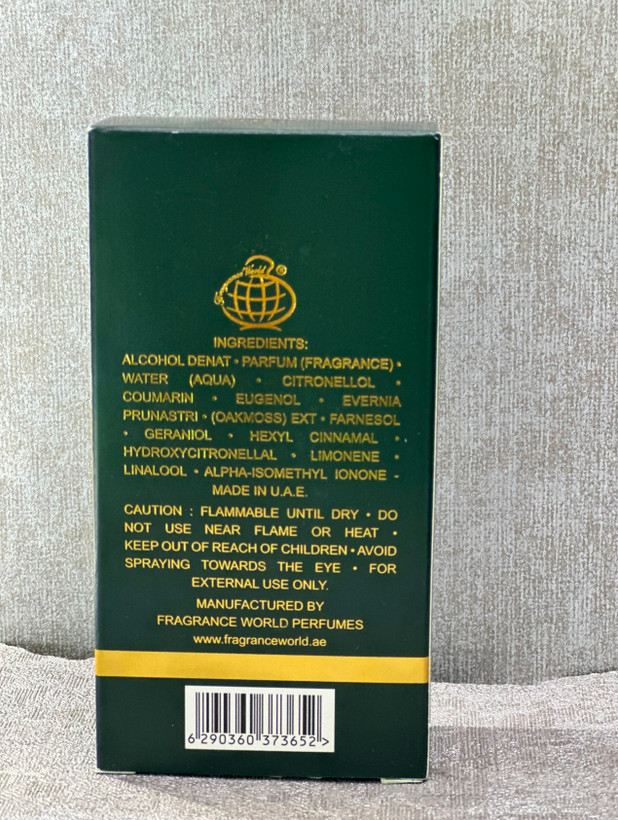 Fragrance World ®
INGREDIENTS:
ALCOHOL DENAT • PARFUM (FRAGRANCE) •
WATER (AQUA) • CITRONELLOL •
COUMARIN • EUGENOL • EVERNIA
PRUNASTRI • (OAKMOSS) EXT • FARNESOL
• GERANIOL • HEXYL CINNAMAL •.
HYDROXYCITRONELLAL • LIMONENE •
LINALOOL • ALPHA-ISOMETHYL IONONE -
MADE IN U.A.E.
CAUTION : FLAMMABLE UNTIL DRY • DO
NOT USE NEAR FLAME OR HEAT •
KEEP OUT OF REACH OF CHILDREN • AVOID
SPRAYING TOWARDS THE EYE • FOR
EXTERNAL USE ONLY.
MANUFACTURED BY
FRAGRANCE WORLD PERFUMES
www.fragranceworld.ae
6 290360 373652 >